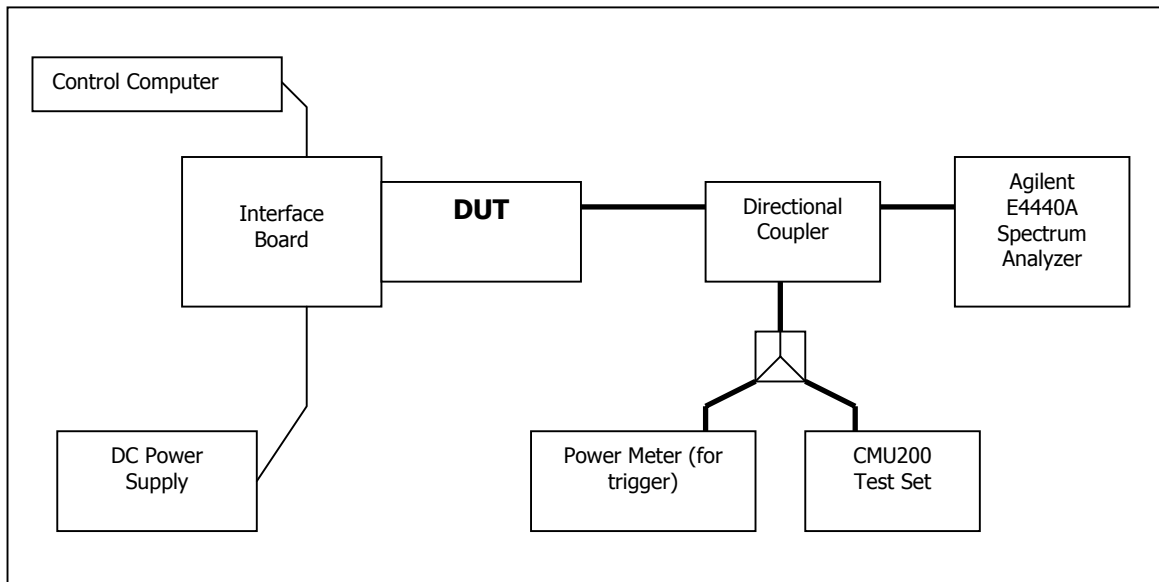 Control Computer
Interface
Board
DUT
Directional
Coupler
Agilent
E4440A
Spectrum
Analyzer
DC Power
Supply
Power Meter (for
trigger)
CMU200
Test Set